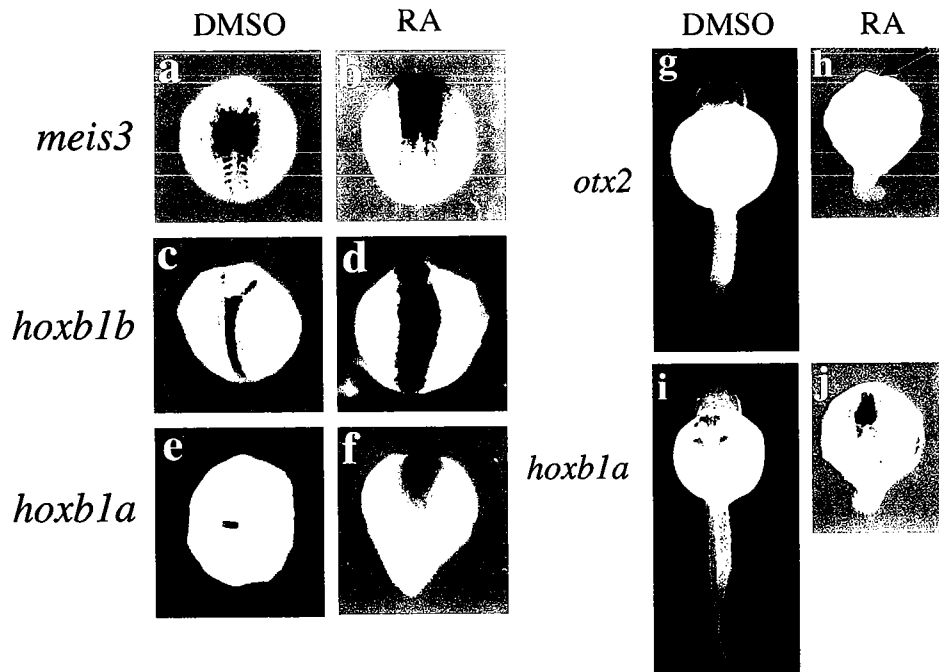 DMSO RA
a b
meis3
c d
hoxb1b
e f
hoxb1a
DMSO RA
g h
otx2
i j
hoxb1a